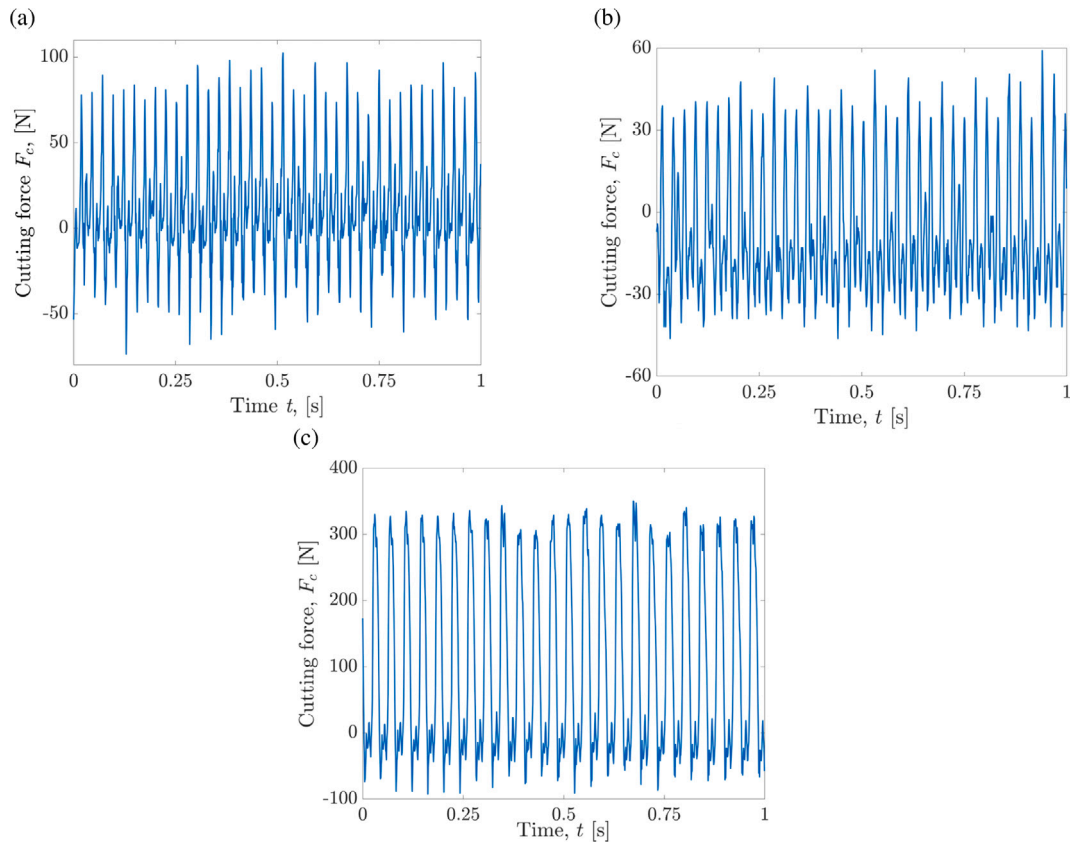 (a)
100
50
0
-50
Cutting force F_c, [N]
0 0.25 0.5 0.75 1
Time t, [s]
(b)
60
30
0
-30
-60
Cutting force, F_c [N]
0 0.25 0.5 0.75 1
Time, t [s]
(c)
400
300
200
100
0
-100
Cutting force, F_c [N]
0 0.25 0.5 0.75 1
Time, t [s]